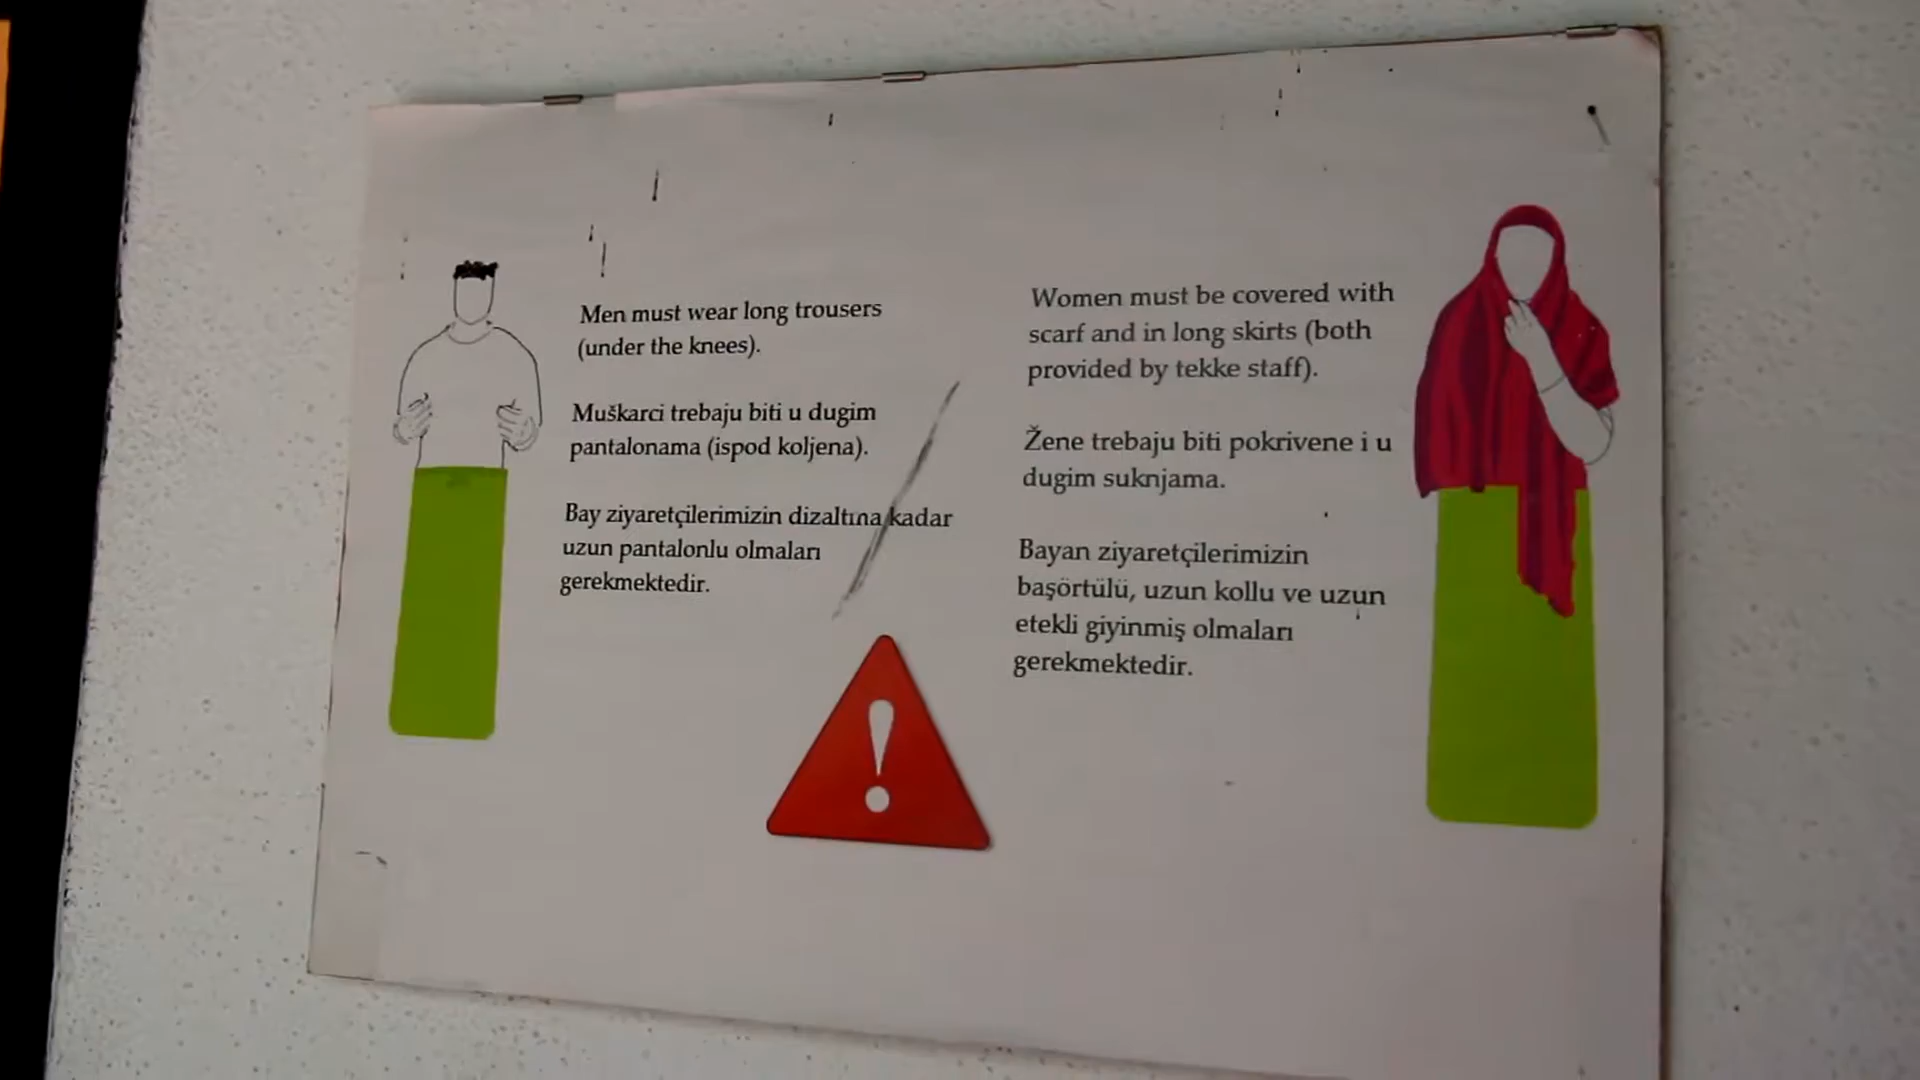 Men must wear long trousers
(under the knees).
Muškarci trebaju biti u dugim
pantalonama (ispod koljena).
Bay ziyaretçilerimizin dizaltına kadar
uzun pantalonlu olmaları
gerekmektedir.
Women must be covered with
scarf and in long skirts (both
provided by tekke staff).
Žene trebaju biti pokrivene i u
dugim suknjama.
Bayan ziyaretçilerimizin
başörtülü, uzun kollu ve uzun
etekli giyinmiş olmaları
gerekmektedir.